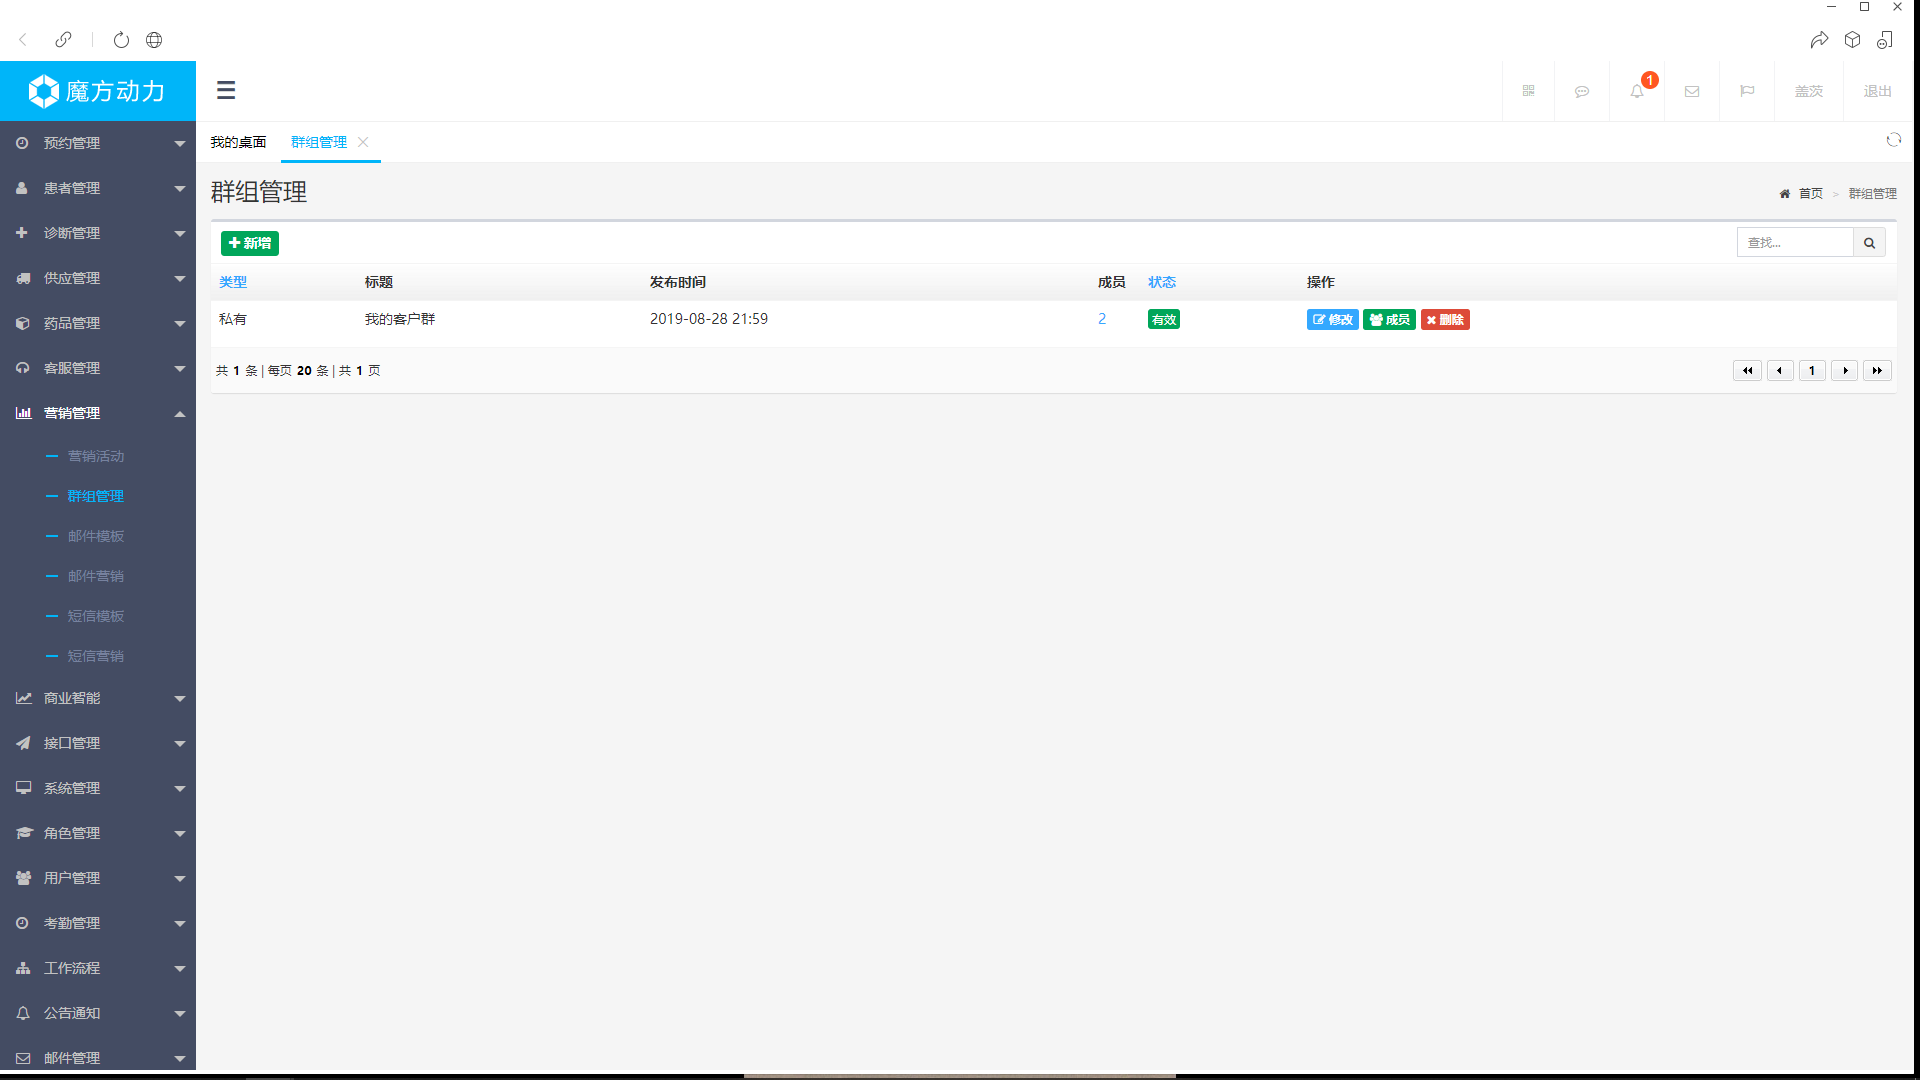 魔方动力
1
盖茨
退出
我的桌面
群组管理
群组管理
首页 > 群组管理
新增
查找...
类型 标题 发布时间 成员 状态 操作
私有 我的客户群 2019-08-28 21:59 2 有效 修改 成员 删除
共 1 条 | 每页 20 条 | 共 1 页
1
预约管理
患者管理
诊断管理
供应管理
药品管理
客服管理
营销管理
营销活动
群组管理
邮件模板
邮件营销
短信模板
短信营销
商业智能
接口管理
系统管理
角色管理
用户管理
考勤管理
工作流程
公告通知
邮件管理